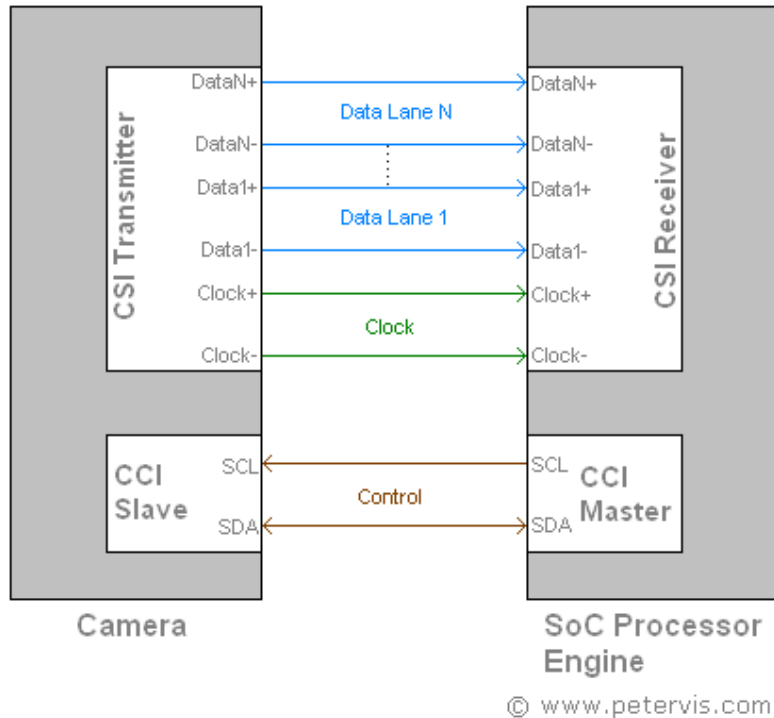 CSI Transmitter
DataN+
DataN-
Data1+
Data1-
Clock+
Clock-
Data Lane N
Data Lane 1
Clock
DataN+
DataN-
Data1+
Data1-
Clock+
Clock-
CSI Receiver
CCI
Slave
SCL
SDA
Control
SCL
SDA
CCI
Master
Camera
SoC Processor
Engine
© www.petervis.com